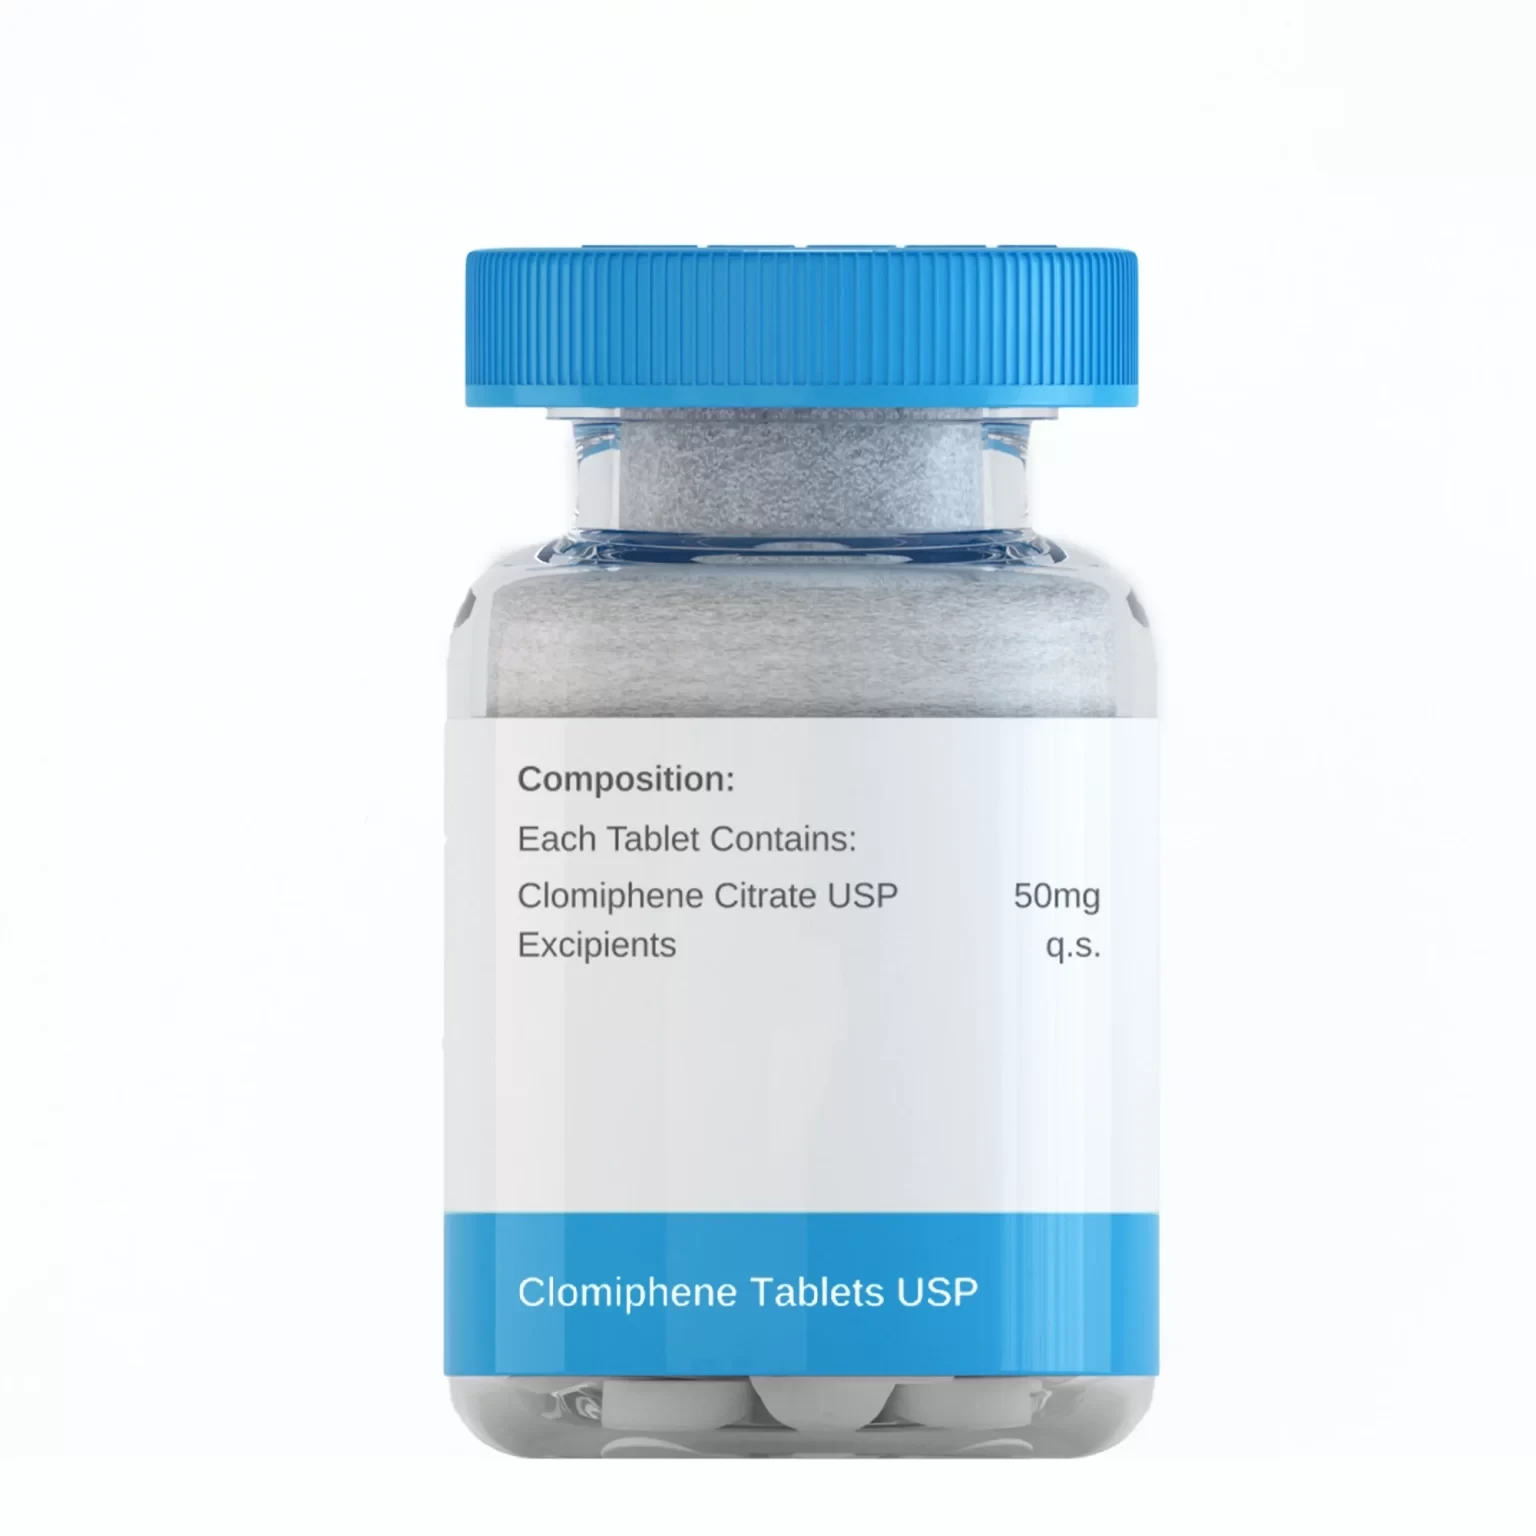 Composition:
Each Tablet Contains:
Clomiphene Citrate USP 50mg
Excipients q.s.
Clomiphene Tablets USP